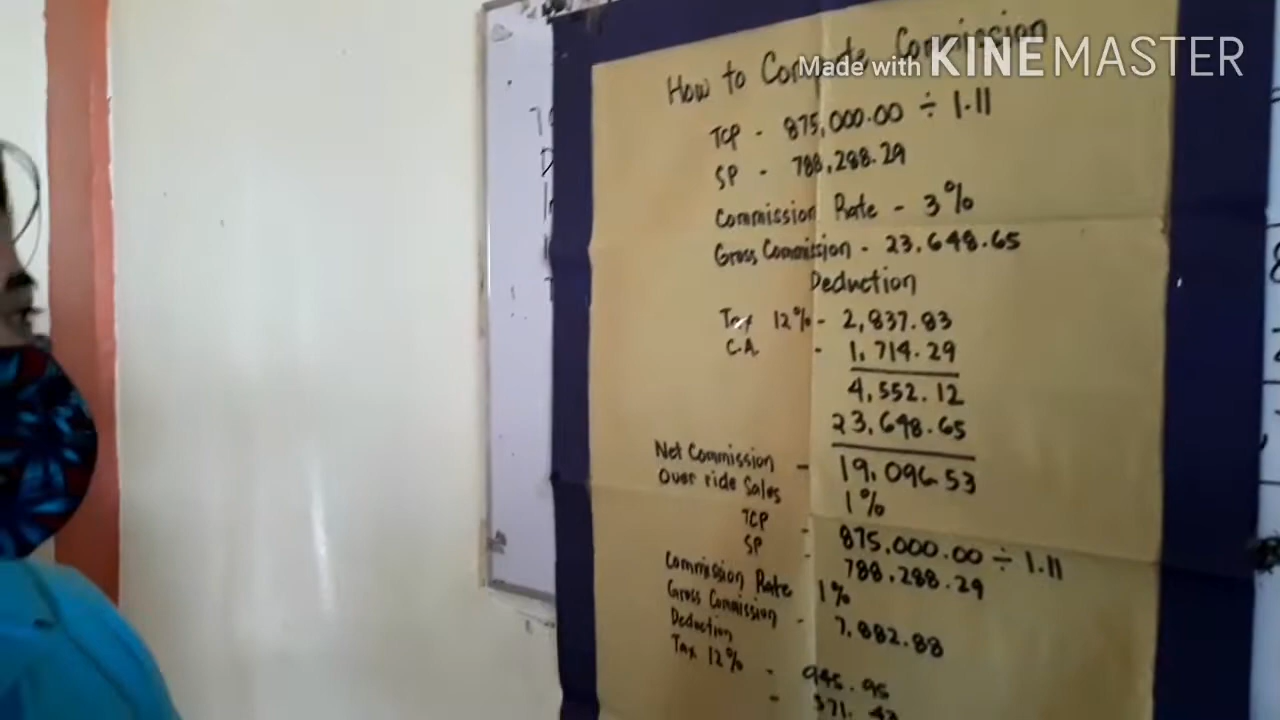 Made with KINEMASTER
How to Compute Commission
TCP - 875,000.00 ÷ 1.11
SP - 788,288.29
Commission Rate - 3%
Gross Commission - 23,648.65
Deduction
Tax 12% - 2,837.83
C.A. - 1,714.29
4,552.12
23,648.65
Net Commission - 19,096.53
Over ride Sales 1%
TCP - 875,000.00 ÷ 1.11
SP - 788,288.29
Commission Rate 1%
Gross Commission - 7,882.88
Deduction
Tax 12% - 945.95
- 571.43